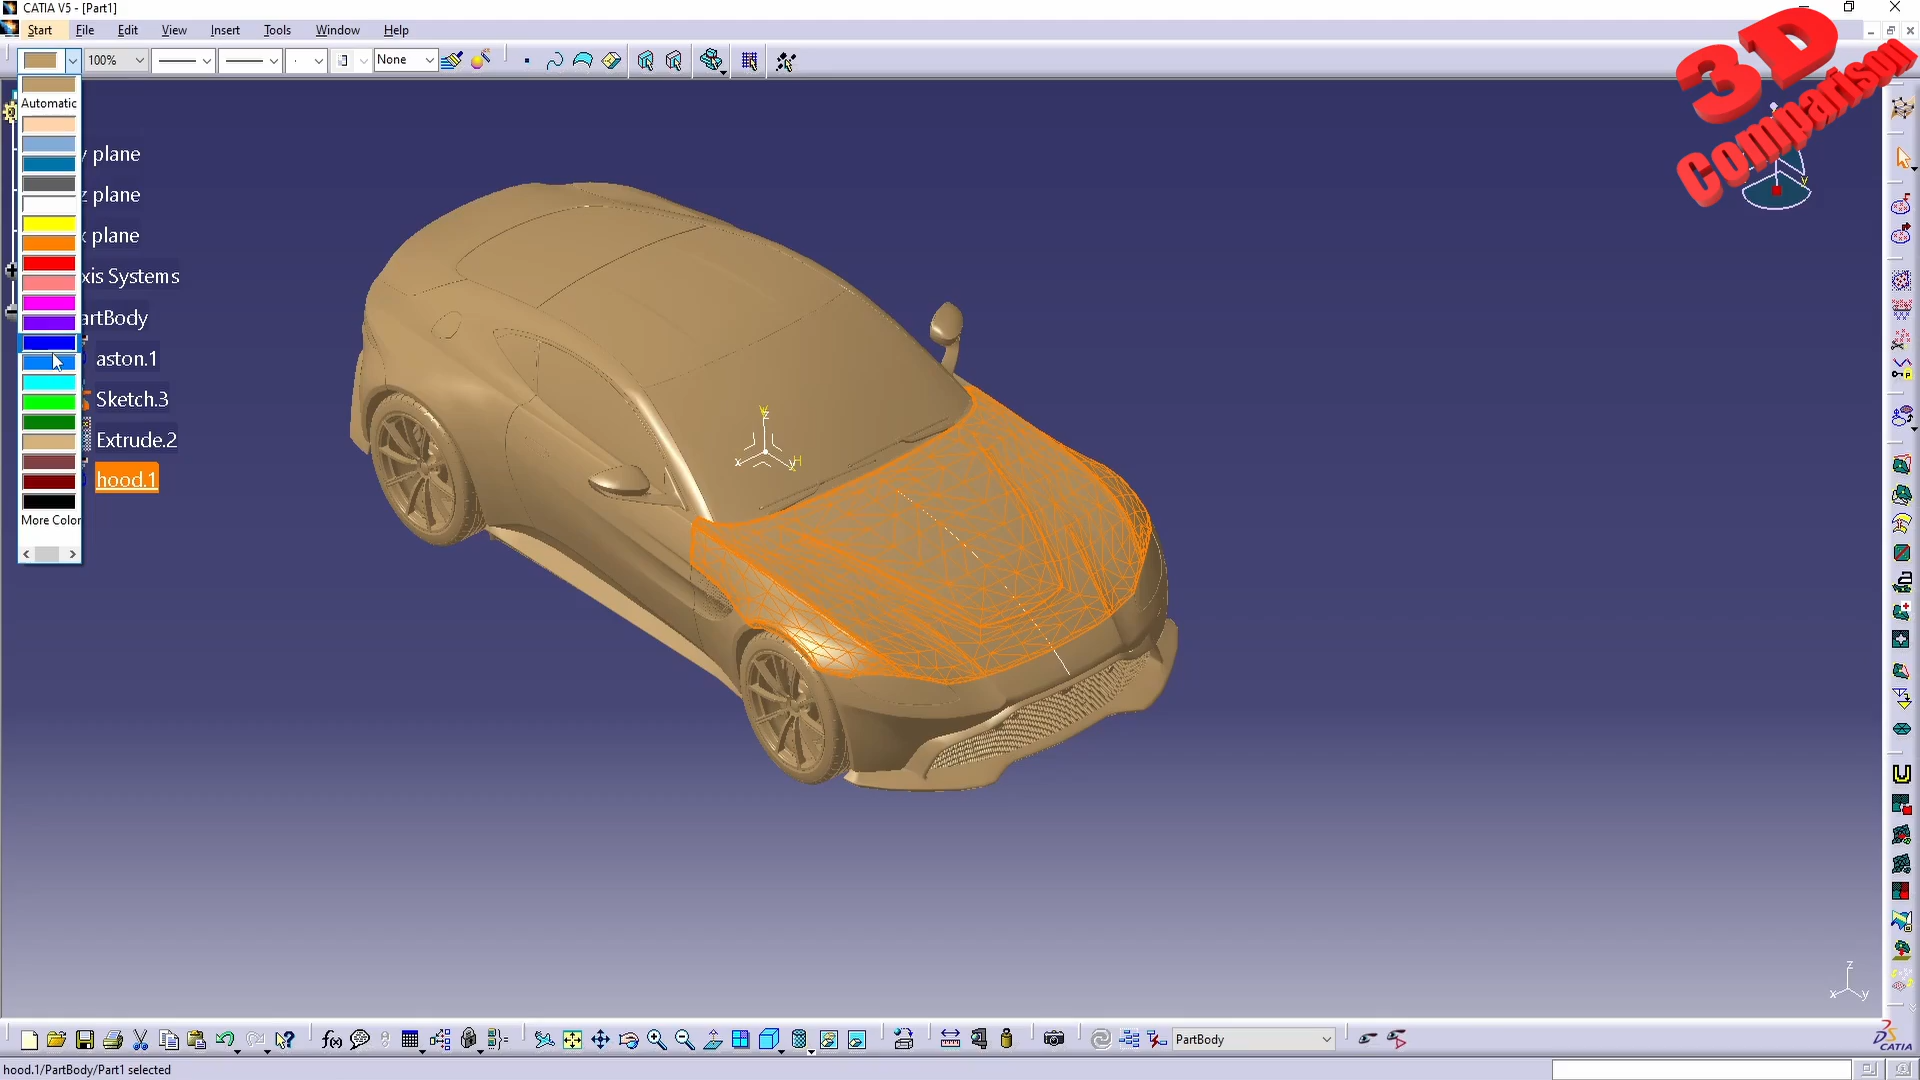 CATIA V5 - [Part1]
Start File Edit View Insert Tools Window Help
100% None
3D
Comparison
Automatic
y plane
z plane
x plane
xis Systems
artBody
aston.1
Sketch.3
Extrude.2
hood.1
More Color
z
x
y
H
PartBody
CATIA
hood.1/PartBody/Part1 selected